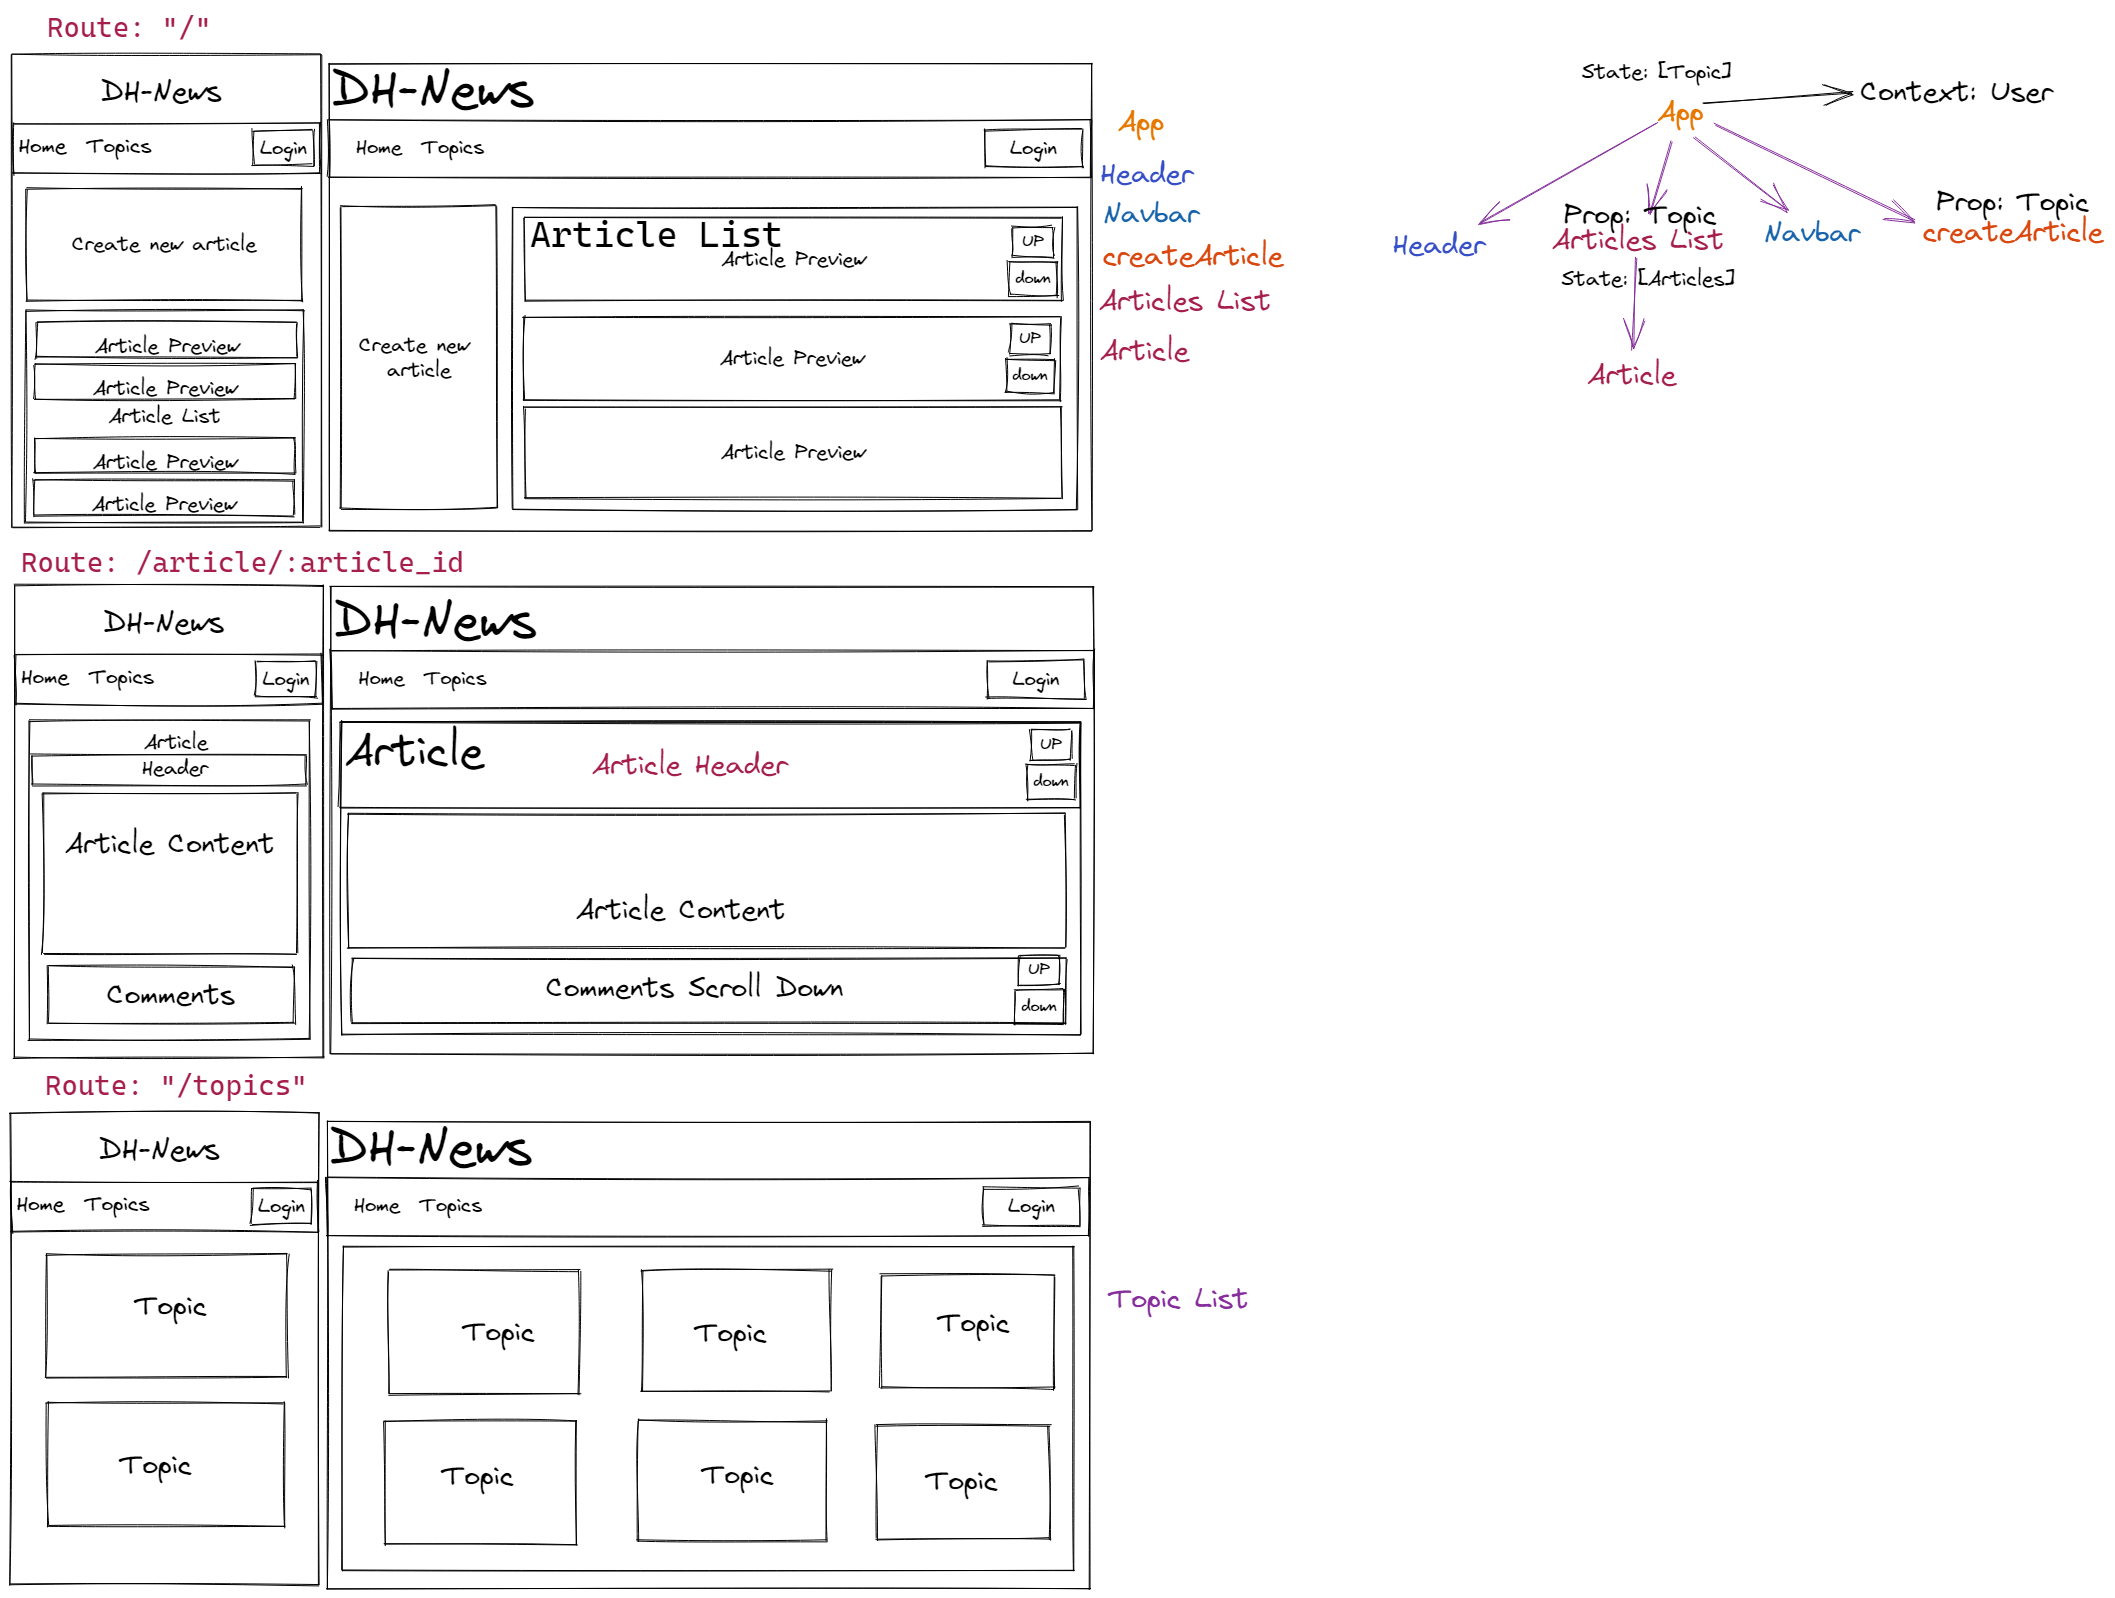 Route: "/"
DH-News
Home Topics Login
Create new article
Article Preview
Article Preview
Article List
Article Preview
Article Preview
DH-News
Home Topics Login
Create new
article
Article List
Article Preview
UP
down
Article Preview
UP
down
Article Preview
App
Header
Navbar
createArticle
Articles List
Article
State: [Topic]
App
Context: User
Header
Prop: Topic
Articles List
State: [Articles]
Article
Navbar
Prop: Topic
createArticle
Route: /article/:article_id
DH-News
Home Topics Login
Article
Header
Article Content
Comments
DH-News
Home Topics Login
Article
Article Header
UP
down
Article Content
Comments Scroll Down
UP
down
Route: "/topics"
DH-News
Home Topics Login
Topic
Topic
DH-News
Home Topics Login
Topic Topic Topic
Topic Topic Topic
Topic List